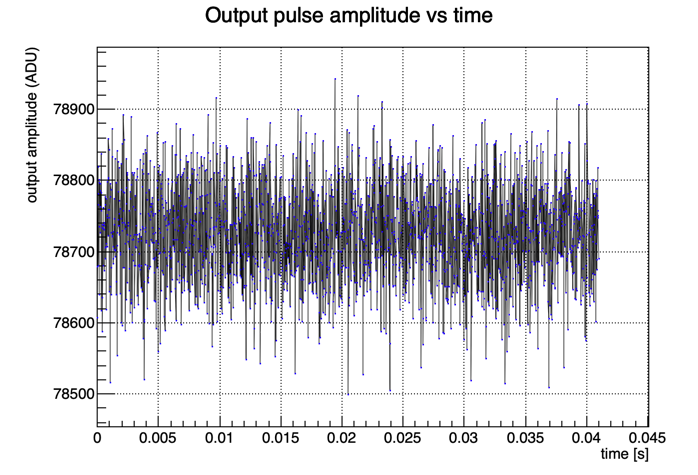 Output pulse amplitude vs time
output amplitude (ADU)
78900
78800
78700
78600
78500
0 0.005 0.01 0.015 0.02 0.025 0.03 0.035 0.04 0.045
time [s]